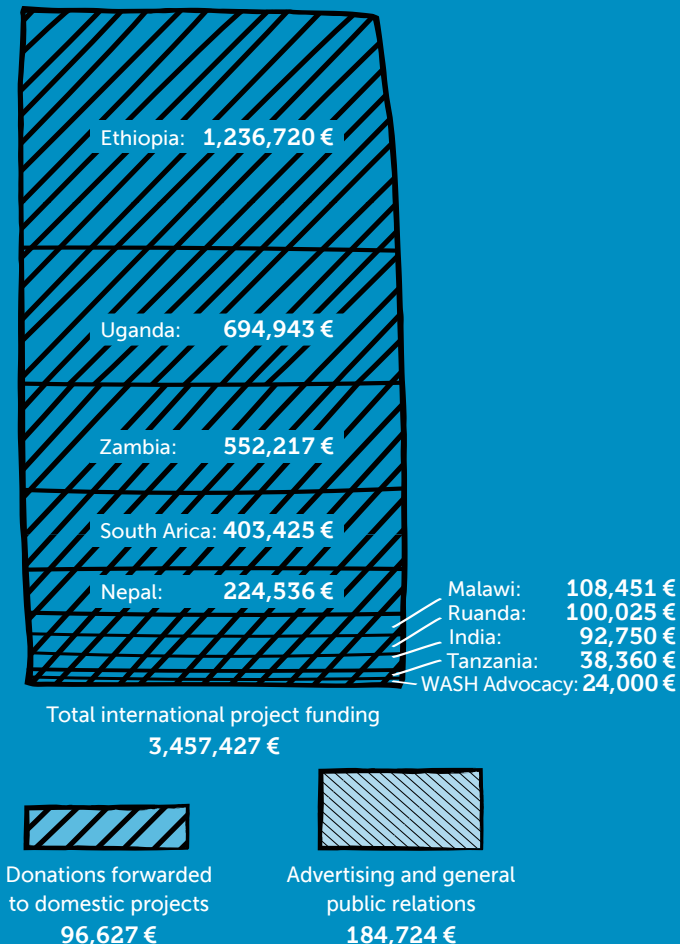 Ethiopia: 1,236,720 €
Uganda: 694,943 €
Zambia: 552,217 €
South Arica: 403,425 €
Nepal: 224,536 €
Malawi: 108,451 €
Ruanda: 100,025 €
India: 92,750 €
Tanzania: 38,360 €
WASH Advocacy: 24,000 €
Total international project funding
3,457,427 €
Donations forwarded
to domestic projects
96,627 €
Advertising and general
public relations
184,724 €